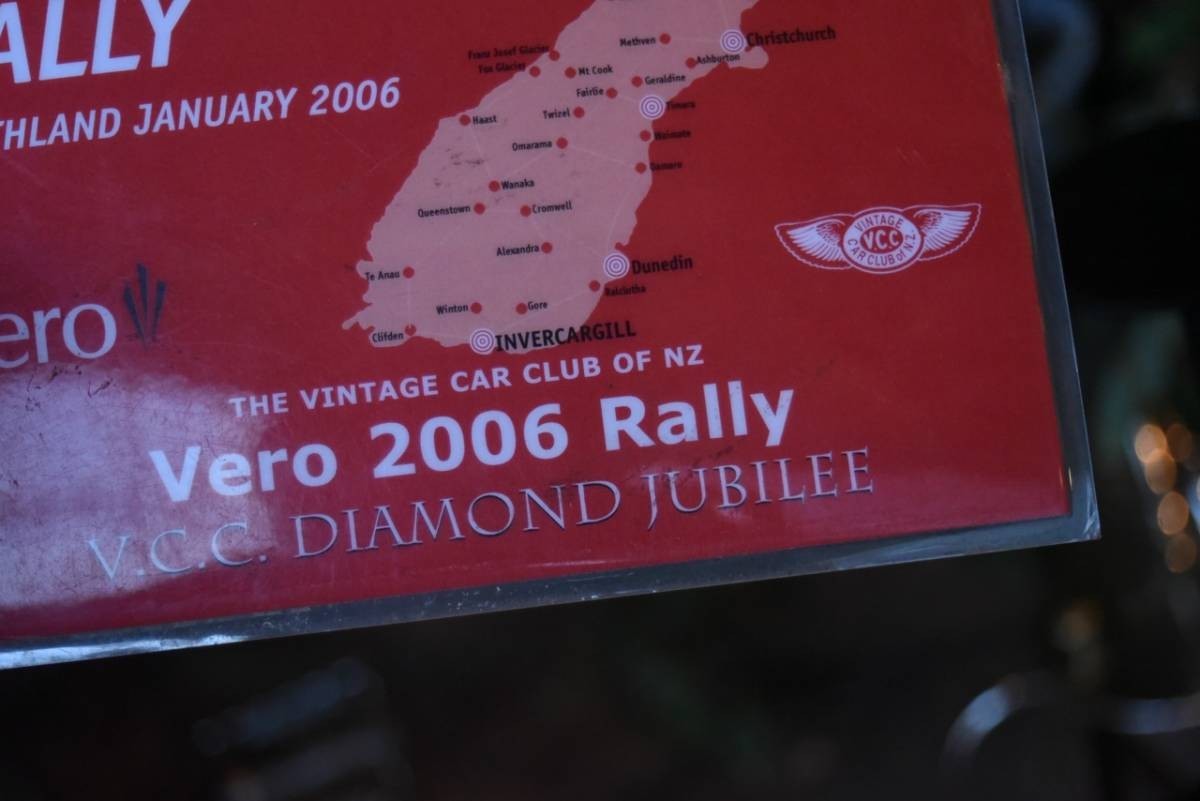 ALLY
THLAND JANUARY 2006
Methven
Christchurch
Franz Josef Glacier
Ashburton
Fox Glacier
Mt Cook
Geraldine
Fairlie
Timaru
Haast
Twizel
Waimate
Omarama
Oamaru
Wanaka
Queenstown
Cromwell
VINTAGE
V.C.C
CAR CLUB of N.Z
Alexandra
Dunedin
Te Anau
Balclutha
Winton
Gore
Clifden
INVERCARGILL
ero
THE VINTAGE CAR CLUB OF NZ
Vero 2006 Rally
V.C.C. DIAMOND JUBILEE